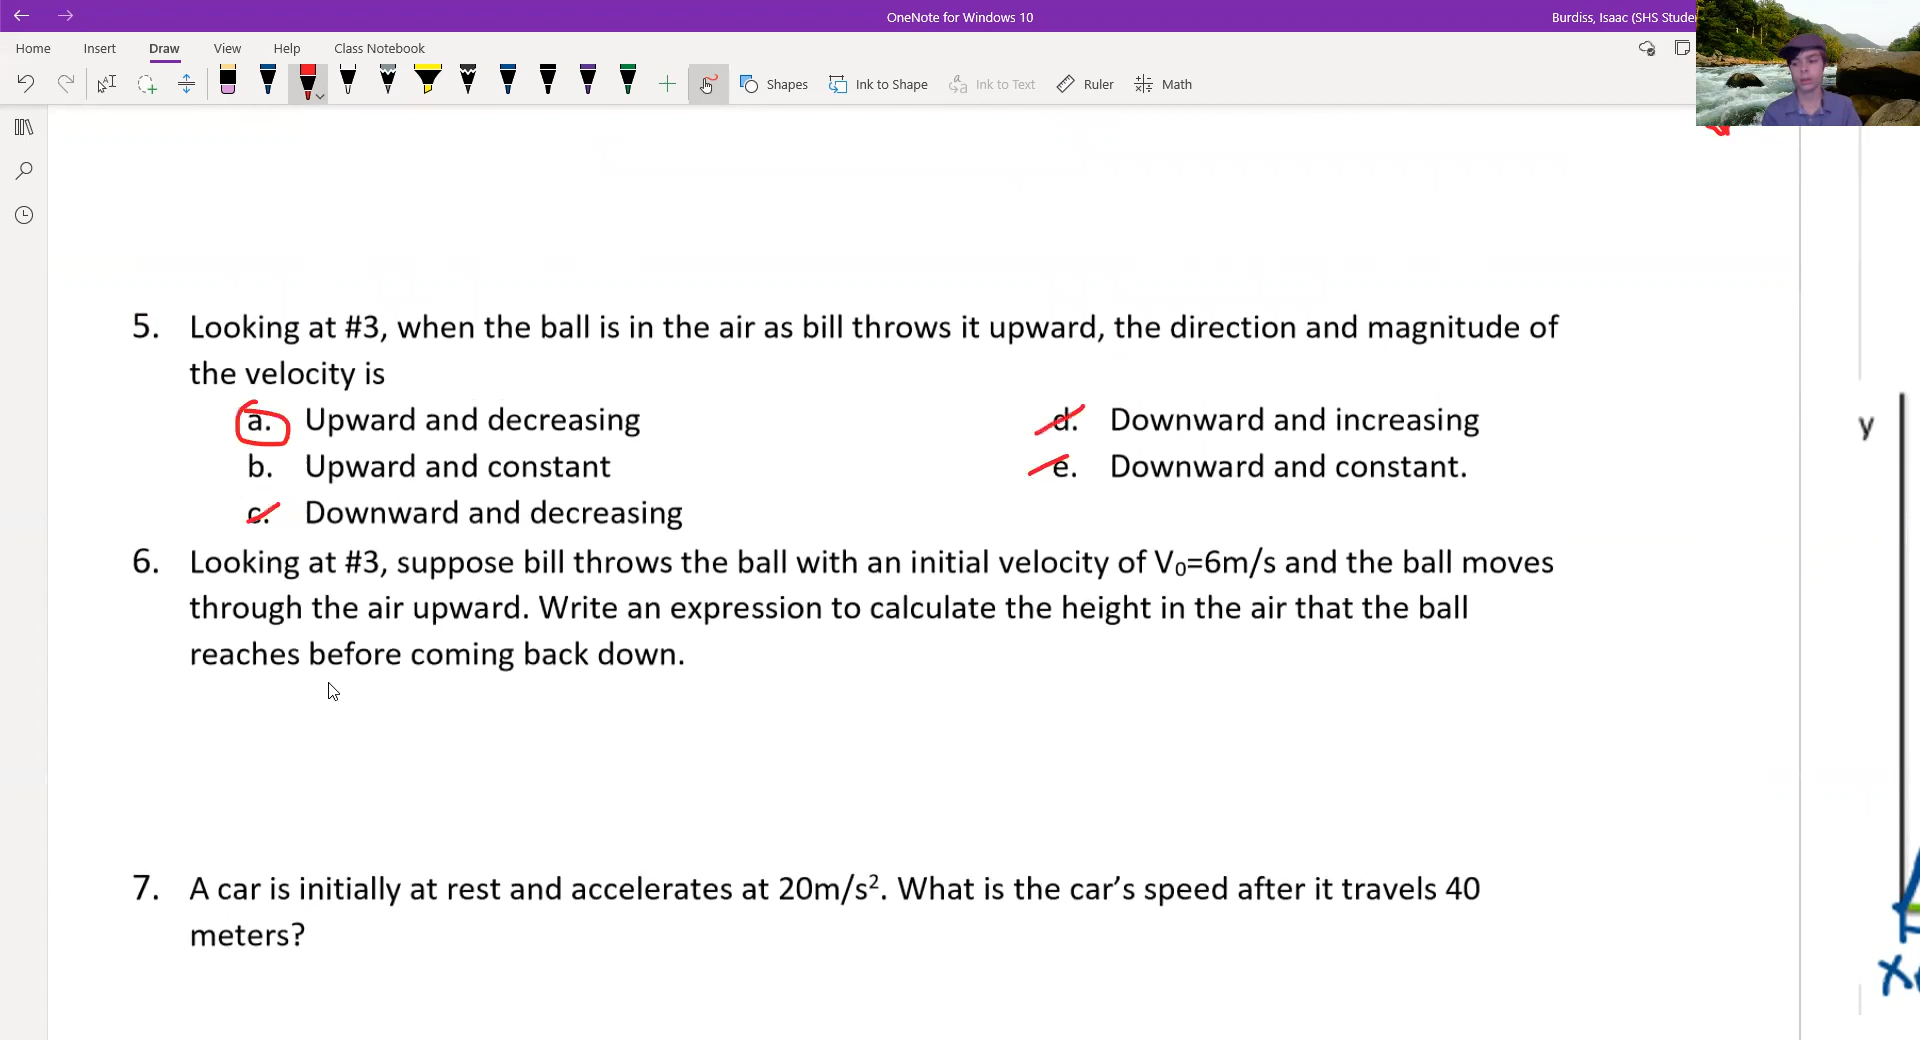 OneNote for Windows 10
Burdiss, Isaac (SHS Stude
Home Insert Draw View Help Class Notebook
Shapes Ink to Shape Ink to Text Ruler Math
5. Looking at #3, when the ball is in the air as bill throws it upward, the direction and magnitude of
the velocity is
a. Upward and decreasing
b. Upward and constant
c. Downward and decreasing
d. Downward and increasing
e. Downward and constant.
6. Looking at #3, suppose bill throws the ball with an initial velocity of V₀=6m/s and the ball moves
through the air upward. Write an expression to calculate the height in the air that the ball
reaches before coming back down.
7. A car is initially at rest and accelerates at 20m/s². What is the car’s speed after it travels 40
meters?
y